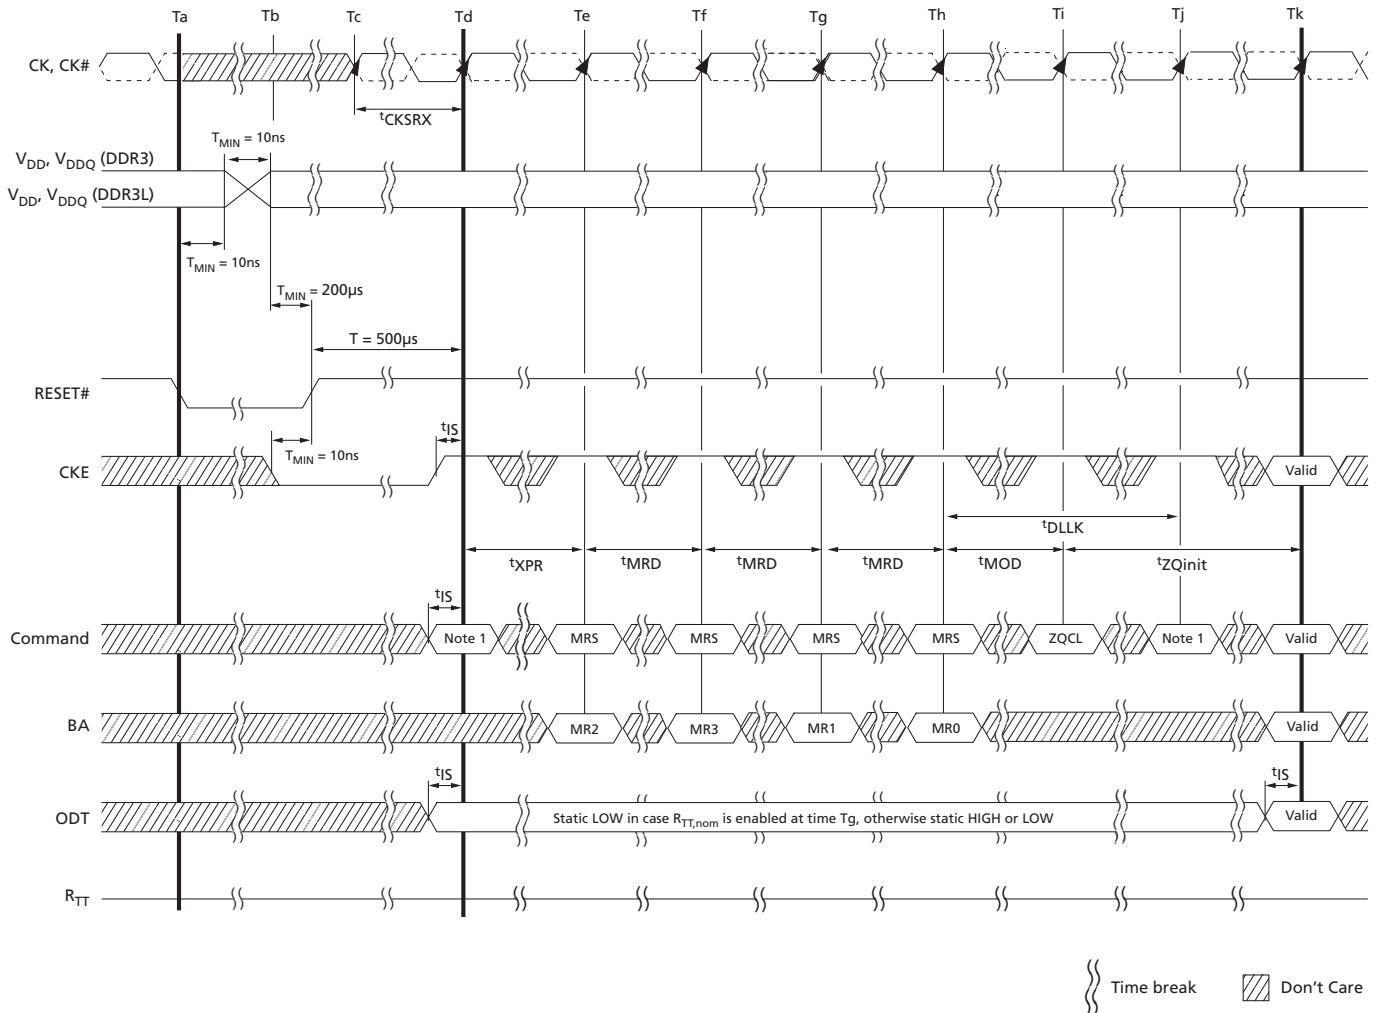 Ta Tb Tc Td Te Tf Tg Th Ti Tj Tk
CK, CK#
tCKSRX
TMIN = 10ns
VDD, VDDQ (DDR3)
VDD, VDDQ (DDR3L)
TMIN = 10ns
TMIN = 200µs
T = 500µs
RESET#
tIS
TMIN = 10ns
CKE Valid
tDLLK
tXPR tMRD tMRD tMRD tMOD tZQinit
tIS
Command Note 1 MRS MRS MRS MRS ZQCL Note 1 Valid
BA MR2 MR3 MR1 MR0 Valid
tIS tIS
ODT Static LOW in case RTT,nom is enabled at time Tg, otherwise static HIGH or LOW Valid
RTT
Time break Don't Care